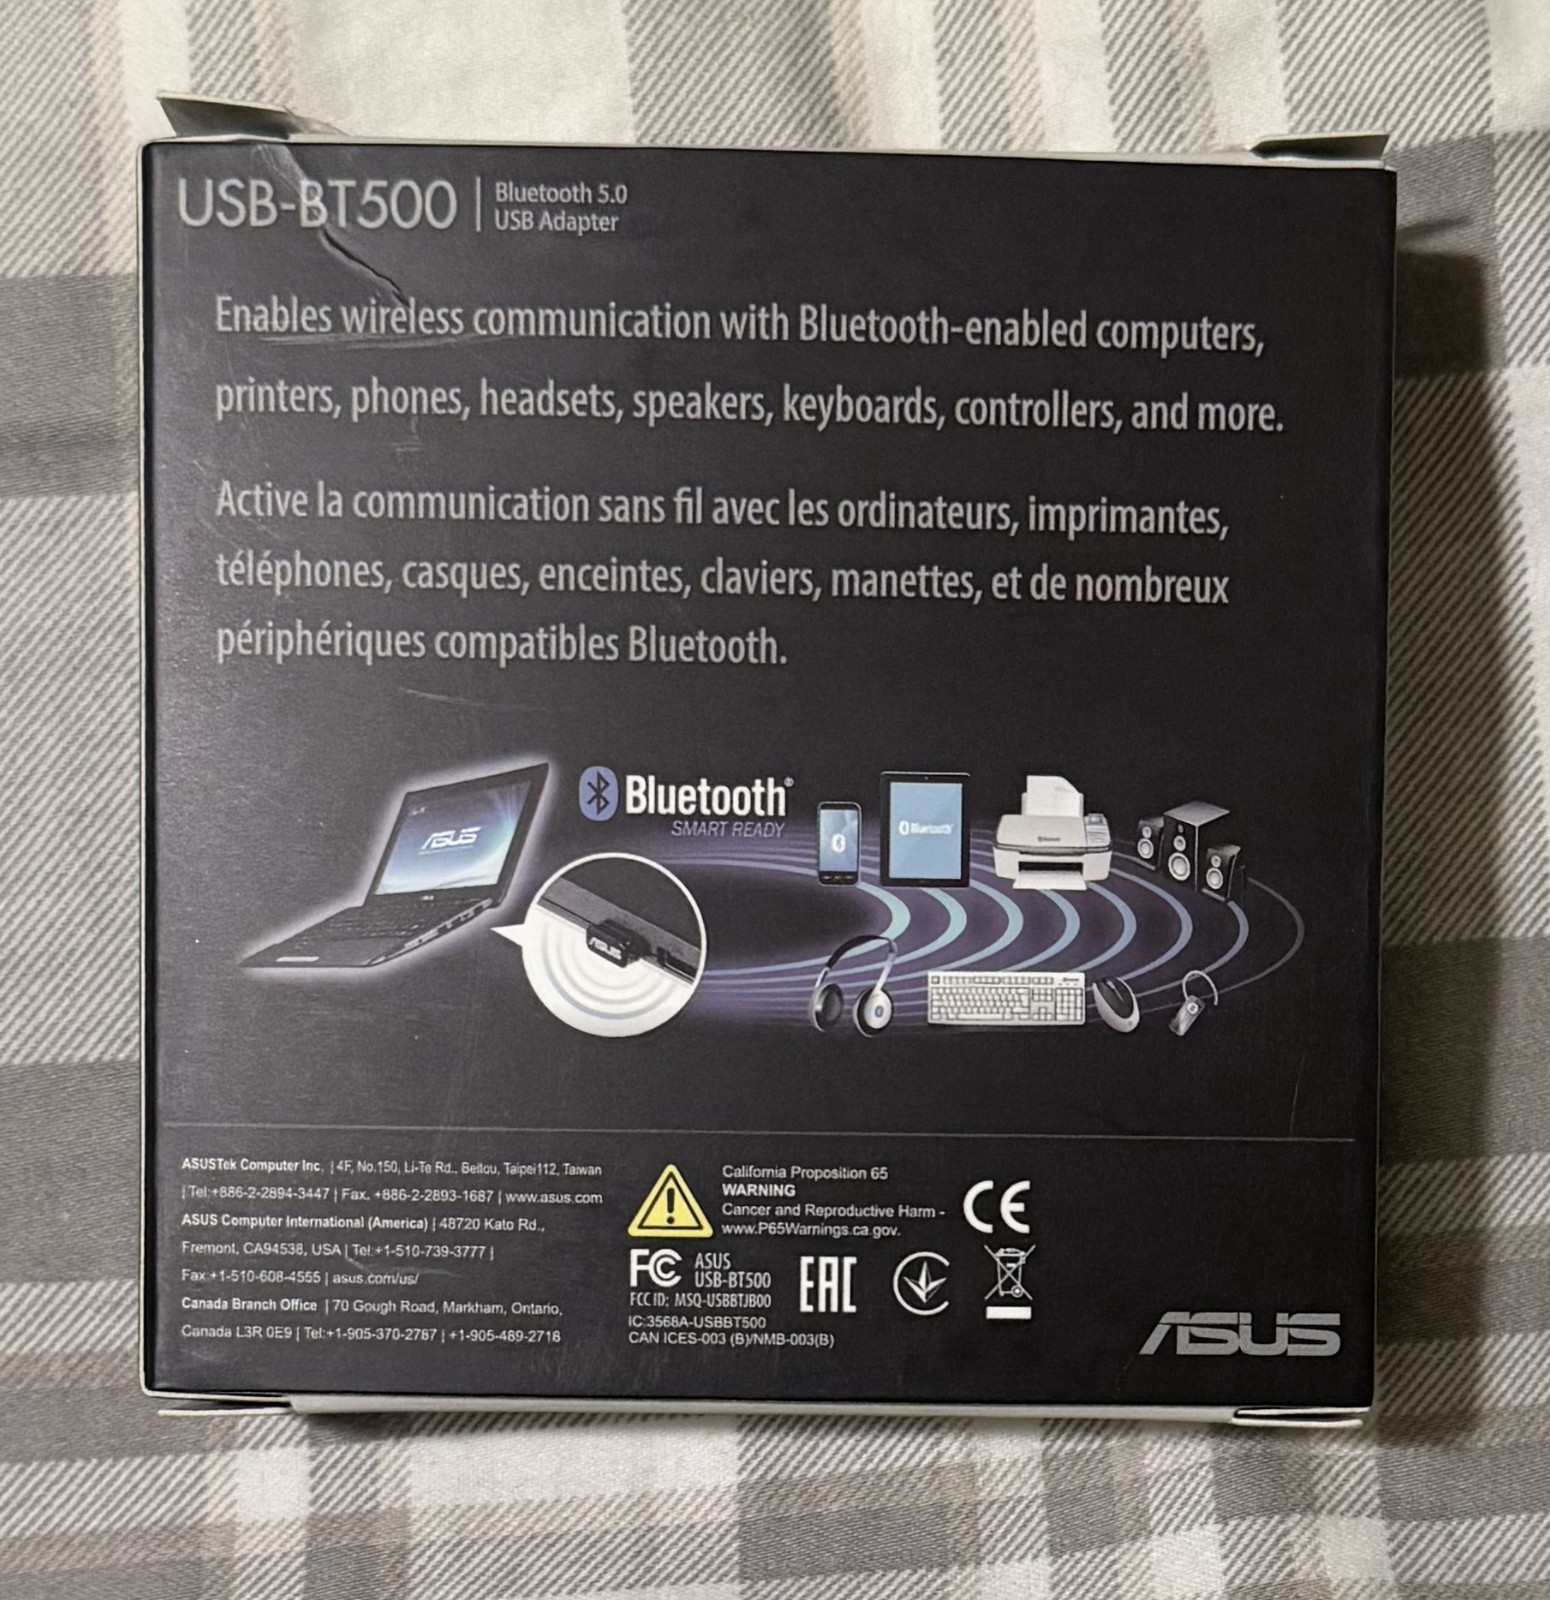 USB-BT500 | Bluetooth 5.0
USB Adapter
Enables wireless communication with Bluetooth-enabled computers,
printers, phones, headsets, speakers, keyboards, controllers, and more.
Active la communication sans fil avec les ordinateurs, imprimantes,
téléphones, casques, enceintes, claviers, manettes, et de nombreux
périphériques compatibles Bluetooth.
ASUS
Bluetooth®
SMART READY
Bluetooth
ASUS
ASUSTek Computer Inc. | 4F, No.150, Li-Te Rd., Beitou, Taipei112, Taiwan
| Tel:+886-2-2894-3447 | Fax. +886-2-2893-1687 | www.asus.com
ASUS Computer International (America) | 48720 Kato Rd.,
Fremont, CA94538, USA | Tel:+1-510-739-3777 |
Fax:+1-510-608-4555 | asus.com/us/
Canada Branch Office | 70 Gough Road, Markham, Ontario,
Canada L3R 0E9 | Tel:+1-905-370-2787 | +1-905-489-2718
California Proposition 65
WARNING
Cancer and Reproductive Harm -
www.P65Warnings.ca.gov.
CE
FC ASUS
USB-BT500
FCC ID: MSQ-USBBTJB00
IC:3568A-USBBT500
CAN ICES-003 (B)/NMB-003(B)
EAC
ASUS